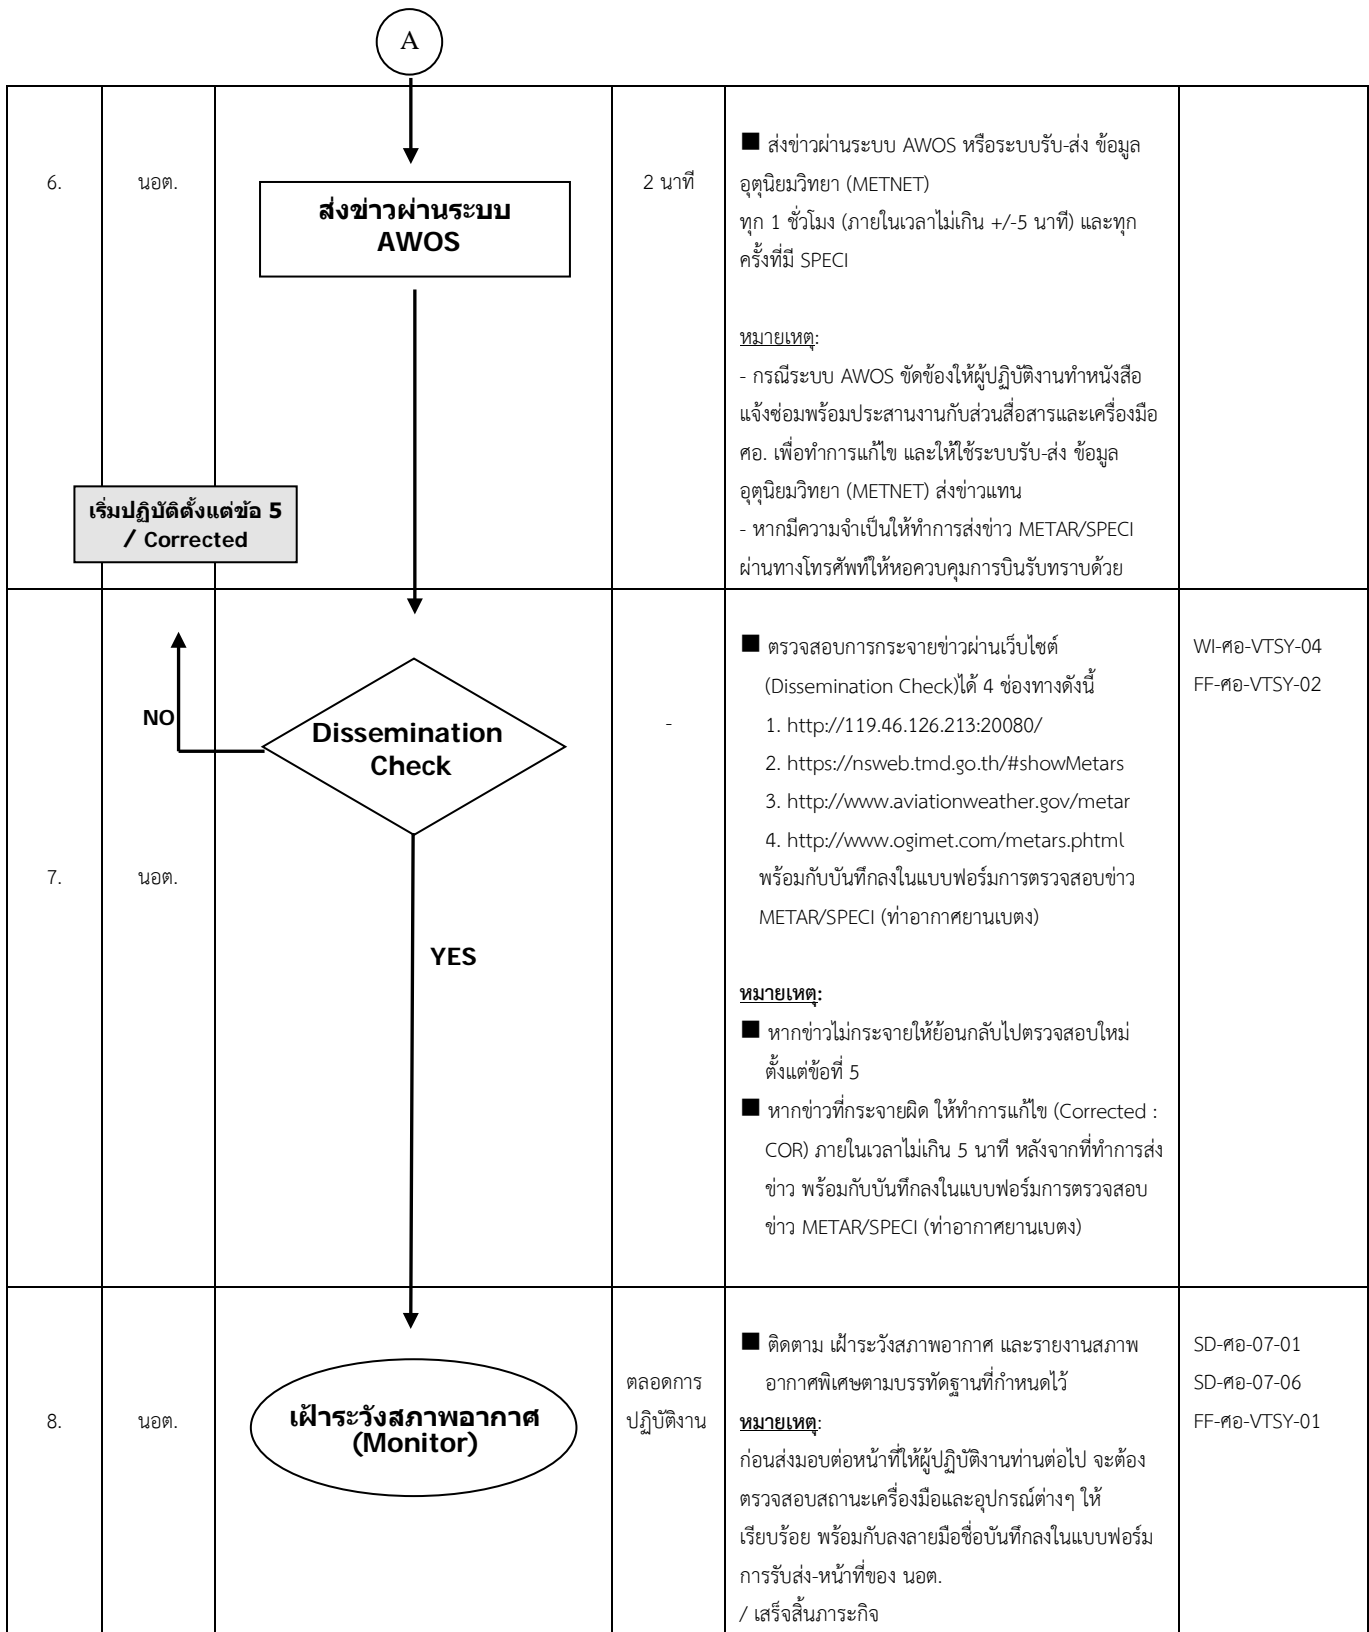 A
6.
นอต.
ส่งข่าวผ่านระบบ
AWOS
2 นาที
■ ส่งข่าวผ่านระบบ AWOS หรือระบบรับ-ส่ง ข้อมูล
อุตุนิยมวิทยา (METNET)
ทุก 1 ชั่วโมง (ภายในเวลาไม่เกิน +/-5 นาที) และทุก
ครั้งที่มี SPECI
หมายเหตุ:
- กรณีระบบ AWOS ขัดข้องให้ผู้ปฏิบัติงานทำหนังสือ
แจ้งซ่อมพร้อมประสานงานกับส่วนสื่อสารและเครื่องมือ
ศอ. เพื่อทำการแก้ไข และให้ใช้ระบบรับ-ส่ง ข้อมูล
อุตุนิยมวิทยา (METNET) ส่งข่าวแทน
- หากมีความจำเป็นให้ทำการส่งข่าว METAR/SPECI
ผ่านทางโทรศัพท์ให้หอควบคุมการบินรับทราบด้วย
เริ่มปฏิบัติตั้งแต่ข้อ 5
/ Corrected
7.
นอต.
NO
Dissemination
Check
YES
-
■ ตรวจสอบการกระจายข่าวผ่านเว็บไซต์
(Dissemination Check)ได้ 4 ช่องทางดังนี้
1. http://119.46.126.213:20080/
2. https://nsweb.tmd.go.th/#showMetars
3. http://www.aviationweather.gov/metar
4. http://www.ogimet.com/metars.phtml
พร้อมกับบันทึกลงในแบบฟอร์มการตรวจสอบข่าว
METAR/SPECI (ท่าอากาศยานเบตง)
หมายเหตุ:
■ หากข่าวไม่กระจายให้ย้อนกลับไปตรวจสอบใหม่
ตั้งแต่ข้อที่ 5
■ หากข่าวที่กระจายผิด ให้ทำการแก้ไข (Corrected :
COR) ภายในเวลาไม่เกิน 5 นาที หลังจากที่ทำการส่ง
ข่าว พร้อมกับบันทึกลงในแบบฟอร์มการตรวจสอบ
ข่าว METAR/SPECI (ท่าอากาศยานเบตง)
WI-ศอ-VTSY-04
FF-ศอ-VTSY-02
8.
นอต.
เฝ้าระวังสภาพอากาศ
(Monitor)
ตลอดการ
ปฏิบัติงาน
■ ติดตาม เฝ้าระวังสภาพอากาศ และรายงานสภาพ
อากาศพิเศษตามบรรทัดฐานที่กำหนดไว้
หมายเหตุ:
ก่อนส่งมอบต่อหน้าที่ให้ผู้ปฏิบัติงานท่านต่อไป จะต้อง
ตรวจสอบสถานะเครื่องมือและอุปกรณ์ต่างๆ ให้
เรียบร้อย พร้อมกับลงลายมือชื่อบันทึกลงในแบบฟอร์ม
การรับส่ง-หน้าที่ของ นอต.
/ เสร็จสิ้นภาระกิจ
SD-ศอ-07-01
SD-ศอ-07-06
FF-ศอ-VTSY-01